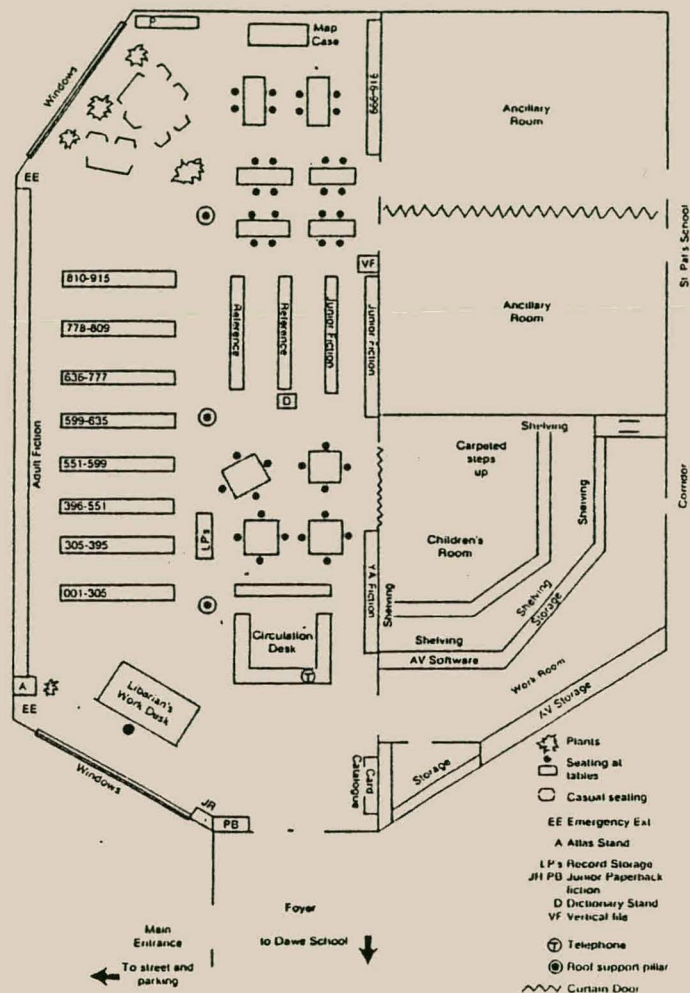 P
Map
Case
Windows
916-999
Ancillary
Room
EE
St. Pat's School
VF
810-915
778-809
636-777
599-635
551-599
396-551
305-395
001-305
Adult Fiction
Reference
Reference
Junior Fiction
Junior Fiction
Ancillary
Room
D
Shelving
Carpeted
steps
up
Shelving
Corridor
Children's
Room
LP's
YA Fiction
Shelving
Shelving
Storage
Circulation
Desk
T
Shelving
AV Software
Work Room
AV Storage
A
EE
Libarian's
Work Desk
Windows
Card
Catalogue
Storage
JR
PB
Plants
Seating at
tables
Casual seating
EE Emergency Exit
A Atlas Stand
LP's Record Storage
JR PB Junior Paperback
fiction
D Dictionary Stand
VF Vertical file
T Telephone
Roof support pillar
Curtain Door
Foyer
Main
Entrance
to Dawe School
To street and
parking